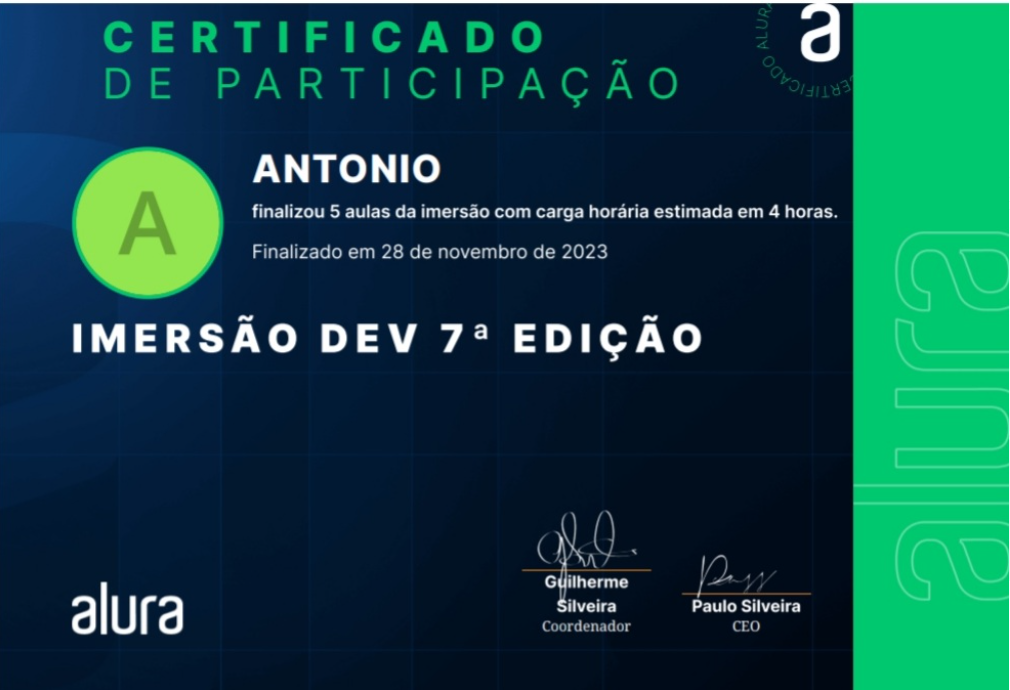 CERTIFICADO
DE PARTICIPAÇÃO
a
CERTIFICADO ALURA
CERTIFICADO
A
ANTONIO
finalizou 5 aulas da imersão com carga horária estimada em 4 horas.
Finalizado em 28 de novembro de 2023
IMERSÃO DEV 7ª EDIÇÃO
alura
Guilherme
Silveira
Coordenador
Paulo Silveira
CEO
alura